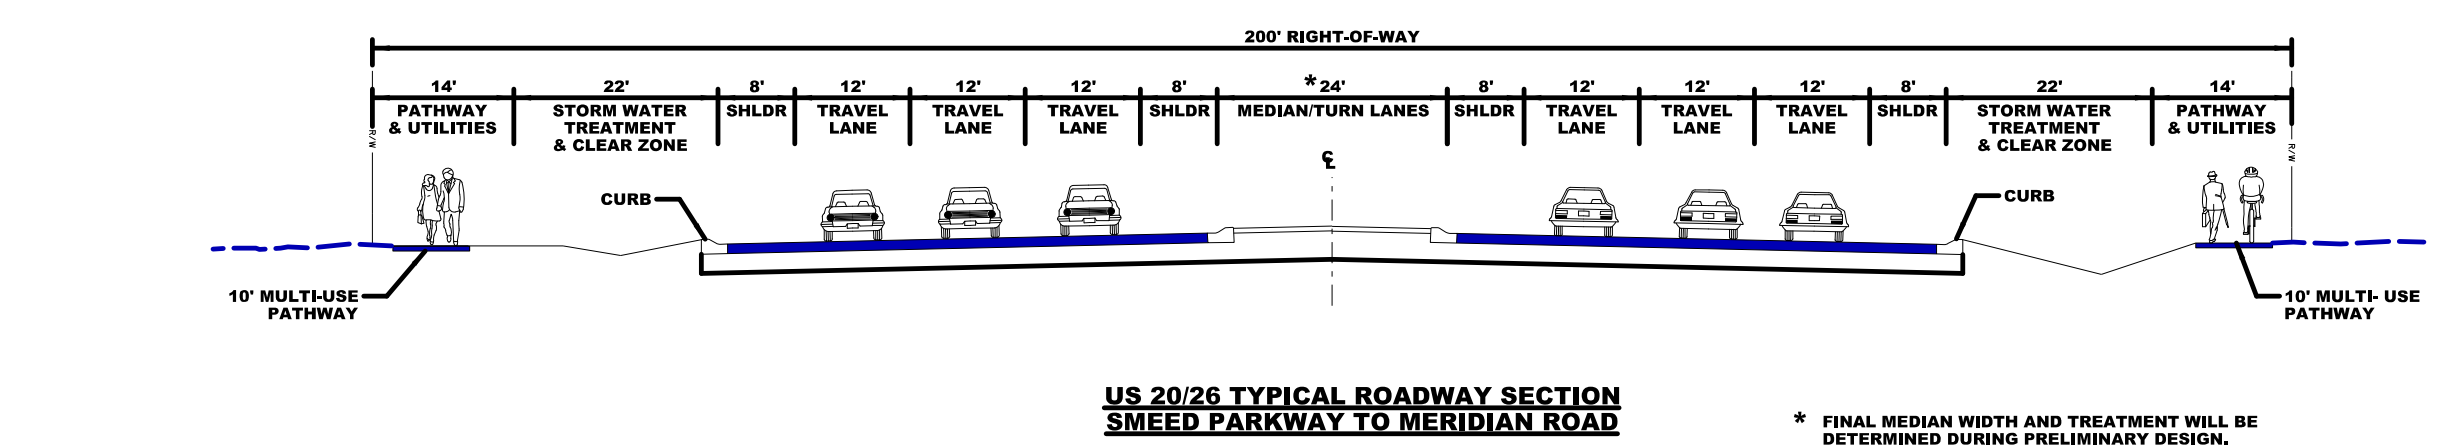 200' RIGHT-OF-WAY
14' 22' 8' 12' 12' 12' 8' *24' 8' 12' 12' 12' 8' 22' 14'
PATHWAY
& UTILITIES
STORM WATER
TREATMENT
& CLEAR ZONE
SHLDR
TRAVEL
LANE
TRAVEL
LANE
TRAVEL
LANE
SHLDR
MEDIAN/TURN LANES
SHLDR
TRAVEL
LANE
TRAVEL
LANE
TRAVEL
LANE
SHLDR
STORM WATER
TREATMENT
& CLEAR ZONE
PATHWAY
& UTILITIES
R/W
R/W
℄
CURB
CURB
10' MULTI-USE
PATHWAY
10' MULTI- USE
PATHWAY
US 20/26 TYPICAL ROADWAY SECTION
SMEED PARKWAY TO MERIDIAN ROAD
* FINAL MEDIAN WIDTH AND TREATMENT WILL BE
DETERMINED DURING PRELIMINARY DESIGN.